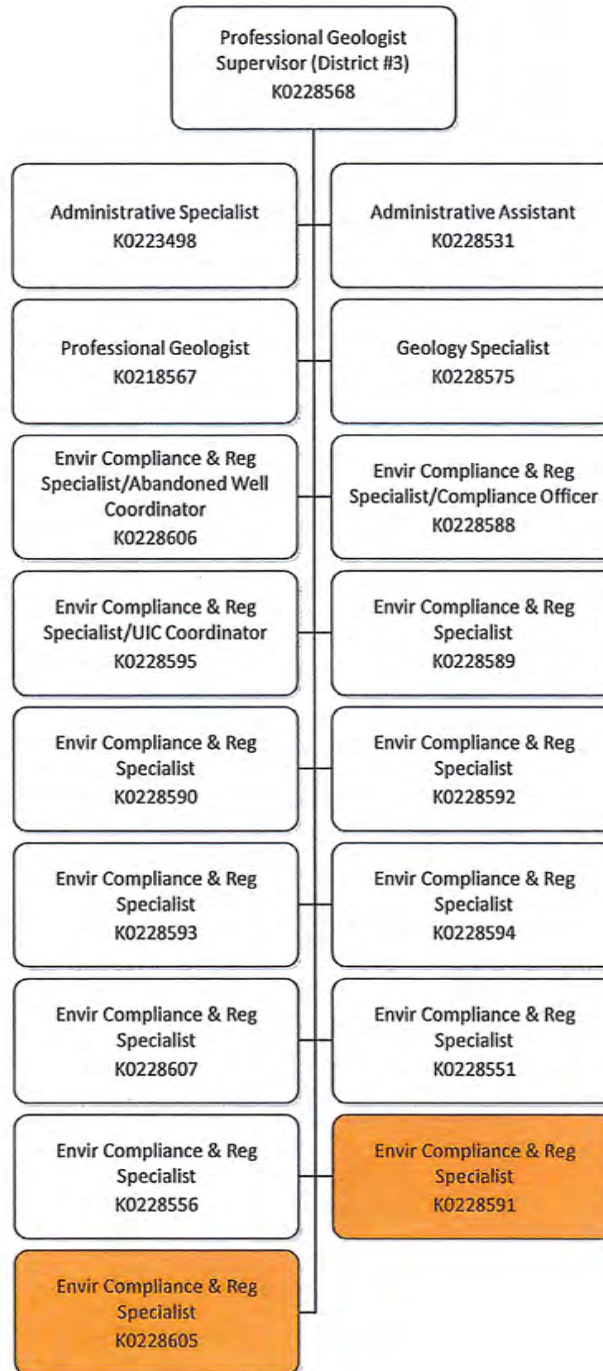 Professional Geologist
Supervisor (District #3)
K0228568
Administrative Specialist
K0223498
Administrative Assistant
K0228531
Professional Geologist
K0218567
Geology Specialist
K0228575
Envir Compliance & Reg
Specialist/Abandoned Well
Coordinator
K0228606
Envir Compliance & Reg
Specialist/Compliance Officer
K0228588
Envir Compliance & Reg
Specialist/UIC Coordinator
K0228595
Envir Compliance & Reg
Specialist
K0228589
Envir Compliance & Reg
Specialist
K0228590
Envir Compliance & Reg
Specialist
K0228592
Envir Compliance & Reg
Specialist
K0228593
Envir Compliance & Reg
Specialist
K0228594
Envir Compliance & Reg
Specialist
K0228607
Envir Compliance & Reg
Specialist
K0228551
Envir Compliance & Reg
Specialist
K0228556
Envir Compliance & Reg
Specialist
K0228591
Envir Compliance & Reg
Specialist
K0228605